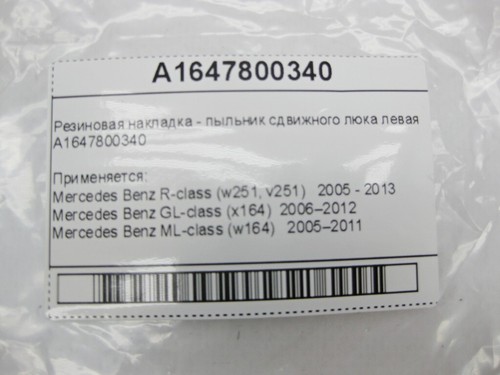 A1647800340
Резиновая накладка - пыльник сдвижного люка левая
A1647800340
Применяется:
Mercedes Benz R-class (w251, v251) 2005 - 2013
Mercedes Benz GL-class (x164) 2006–2012
Mercedes Benz ML-class (w164) 2005–2011